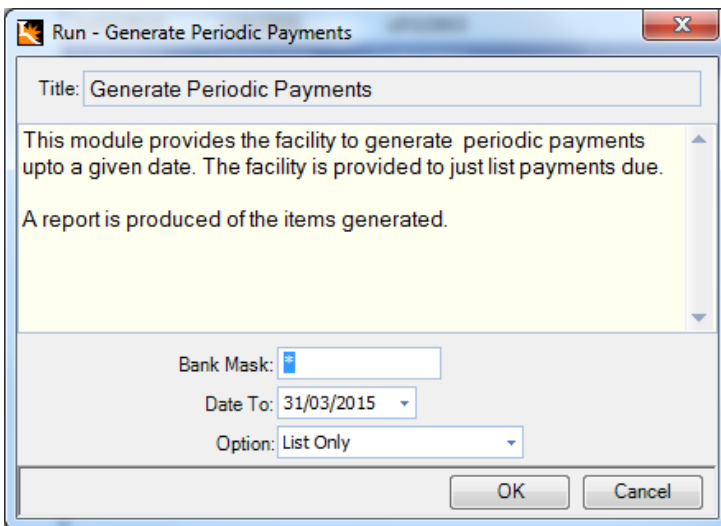 Run - Generate Periodic Payments
Title: Generate Periodic Payments
This module provides the facility to generate periodic payments
upto a given date. The facility is provided to just list payments due.
A report is produced of the items generated.
Bank Mask: *
Date To: 31/03/2015
Option: List Only
OK Cancel